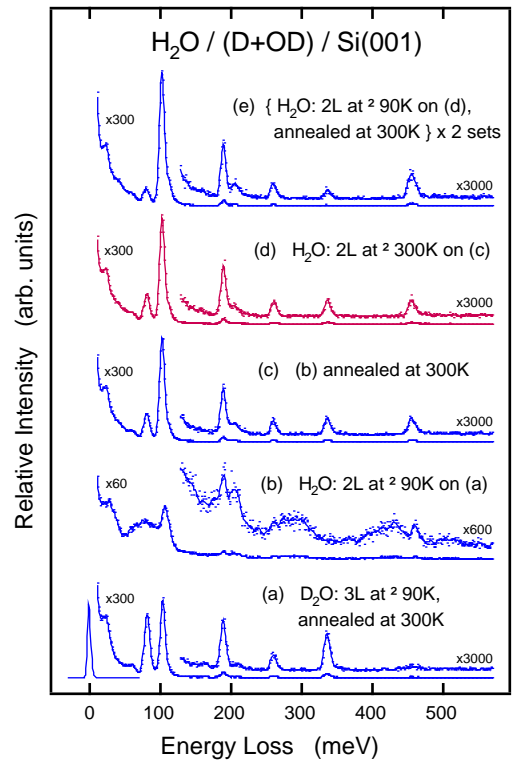 H₂O / (D+OD) / Si(001)
(e) { H₂O: 2L at ² 90K on (d),
annealed at 300K } x 2 sets
x300
x3000
(d) H₂O: 2L at ² 300K on (c)
x300
x3000
(c) (b) annealed at 300K
x300
x3000
(b) H₂O: 2L at ² 90K on (a)
x60
x600
(a) D₂O: 3L at ² 90K,
annealed at 300K
x300
x3000
Relative Intensity (arb. units)
0 100 200 300 400 500
Energy Loss (meV)